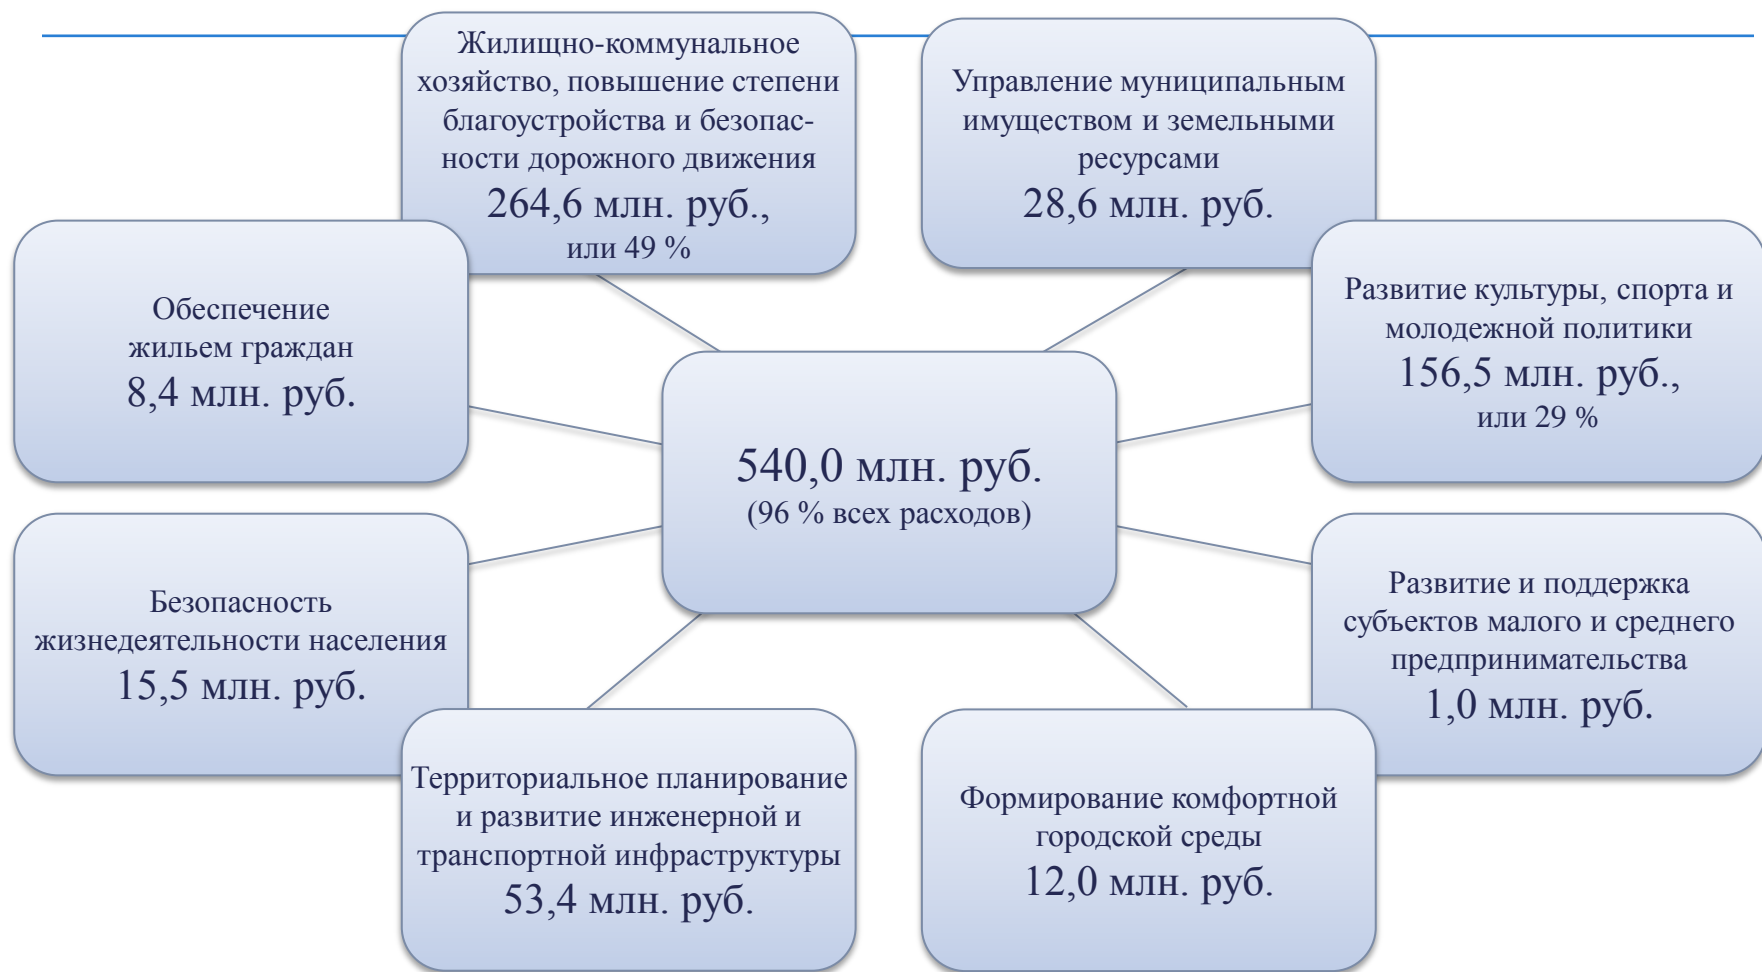 Жилищно-коммунальное
хозяйство, повышение степени
благоустройства и безопас-
ности дорожного движения
264,6 млн. руб.,
или 49 %
Управление муниципальным
имуществом и земельными
ресурсами
28,6 млн. руб.
Обеспечение
жильем граждан
8,4 млн. руб.
Развитие культуры, спорта и
молодежной политики
156,5 млн. руб.,
или 29 %
540,0 млн. руб.
(96 % всех расходов)
Безопасность
жизнедеятельности населения
15,5 млн. руб.
Развитие и поддержка
субъектов малого и среднего
предпринимательства
1,0 млн. руб.
Территориальное планирование
и развитие инженерной и
транспортной инфраструктуры
53,4 млн. руб.
Формирование комфортной
городской среды
12,0 млн. руб.